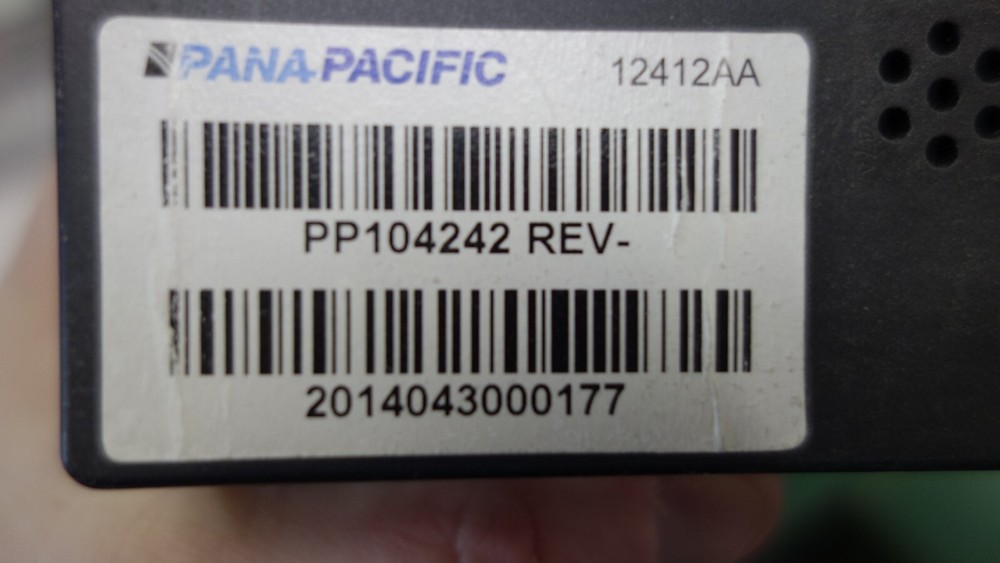 PANA-PACIFIC 12412AA
PP104242 REV-
2014043000177